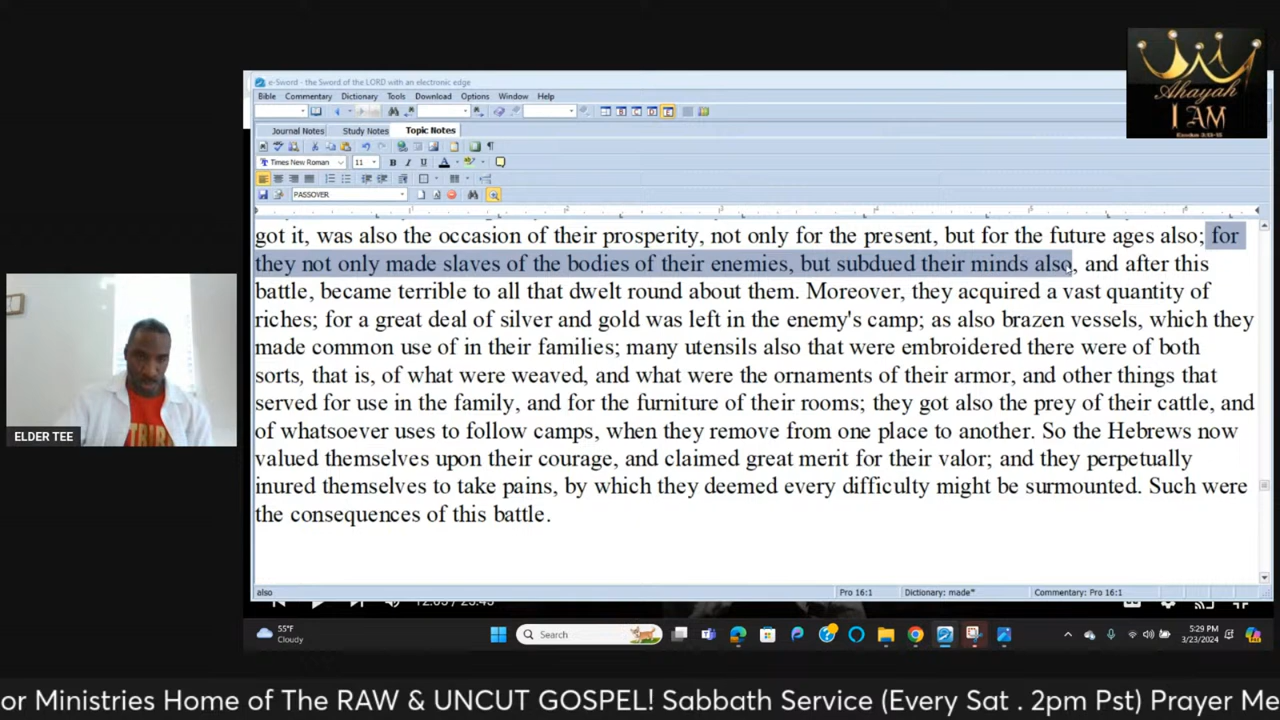 Ahayah
I AM
Exodus 3:13-15
e-Sword - the Sword of the LORD with an electronic edge
Bible Commentary Dictionary Tools Download Options Window Help
Journal Notes Study Notes Topic Notes
Times New Roman 11 B I U A
PASSOVER
got it, was also the occasion of their prosperity, not only for the present, but for the future ages also; for
they not only made slaves of the bodies of their enemies, but subdued their minds also, and after this
battle, became terrible to all that dwelt round about them. Moreover, they acquired a vast quantity of
riches; for a great deal of silver and gold was left in the enemy's camp; as also brazen vessels, which they
made common use of in their families; many utensils also that were embroidered there were of both
sorts, that is, of what were weaved, and what were the ornaments of their armor, and other things that
served for use in the family, and for the furniture of their rooms; they got also the prey of their cattle, and
of whatsoever uses to follow camps, when they remove from one place to another. So the Hebrews now
valued themselves upon their courage, and claimed great merit for their valor; and they perpetually
inured themselves to take pains, by which they deemed every difficulty might be surmounted. Such were
the consequences of this battle.
TRIBE
ELDER TEE
also Pro 16:1 Dictionary: made* Commentary: Pro 16:1
55°F
Cloudy
Search
5:29 PM
3/23/2024
or Ministries Home of The RAW & UNCUT GOSPEL! Sabbath Service (Every Sat . 2pm Pst) Prayer Me